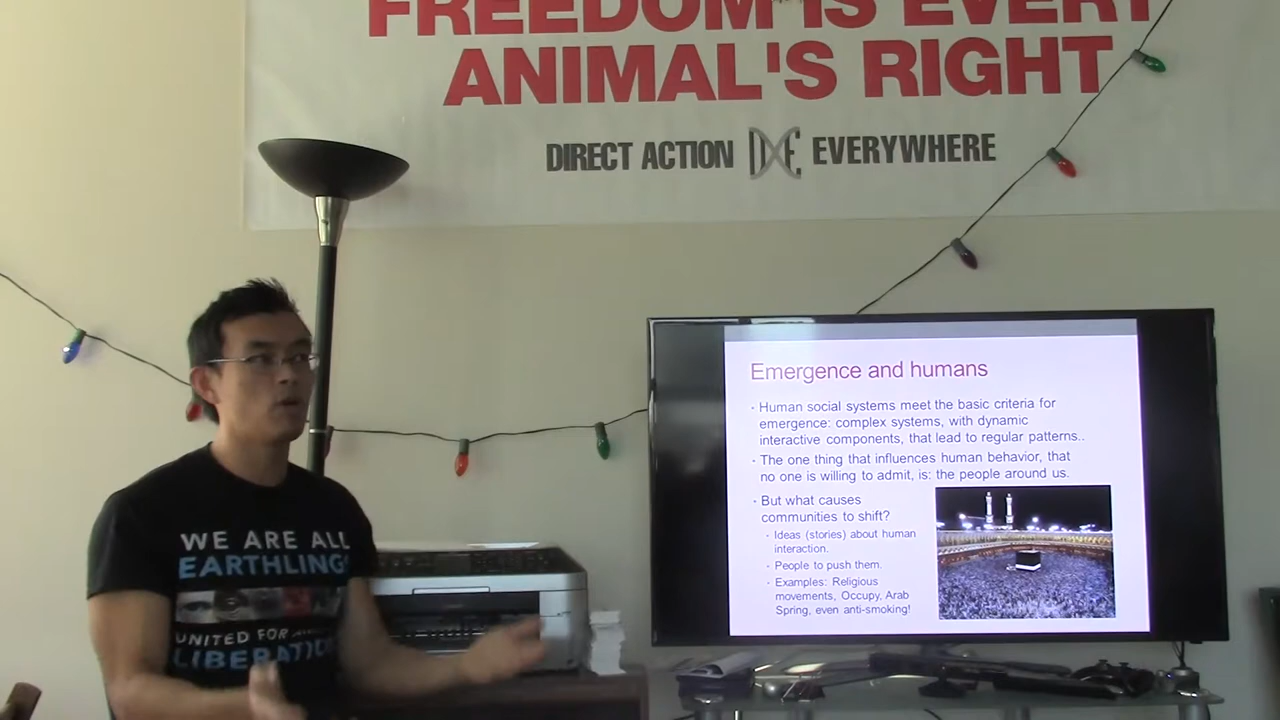 FREEDOM IS EVERY
ANIMAL'S RIGHT
DIRECT ACTION DXE EVERYWHERE
Emergence and humans
Human social systems meet the basic criteria for
emergence: complex systems, with dynamic
interactive components, that lead to regular patterns..
The one thing that influences human behavior, that
no one is willing to admit, is: the people around us.
But what causes
communities to shift?
Ideas (stories) about human
interaction.
People to push them.
Examples: Religious
movements, Occupy, Arab
Spring, even anti-smoking!
WE ARE ALL
EARTHLING
UNITED FOR
LIBERATIO